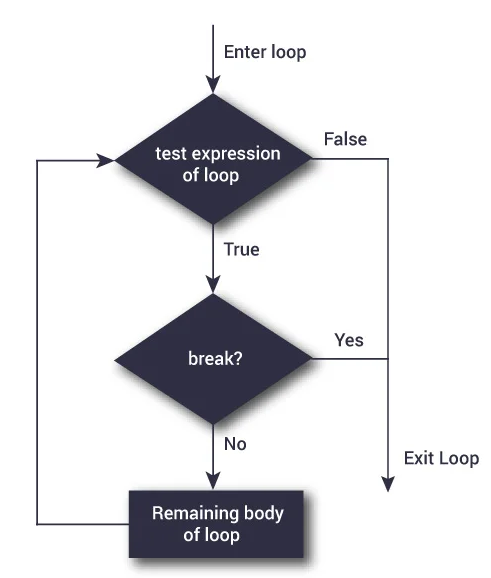 Enter loop
test expression
of loop
False
True
break?
Yes
No
Exit Loop
Remaining body
of loop